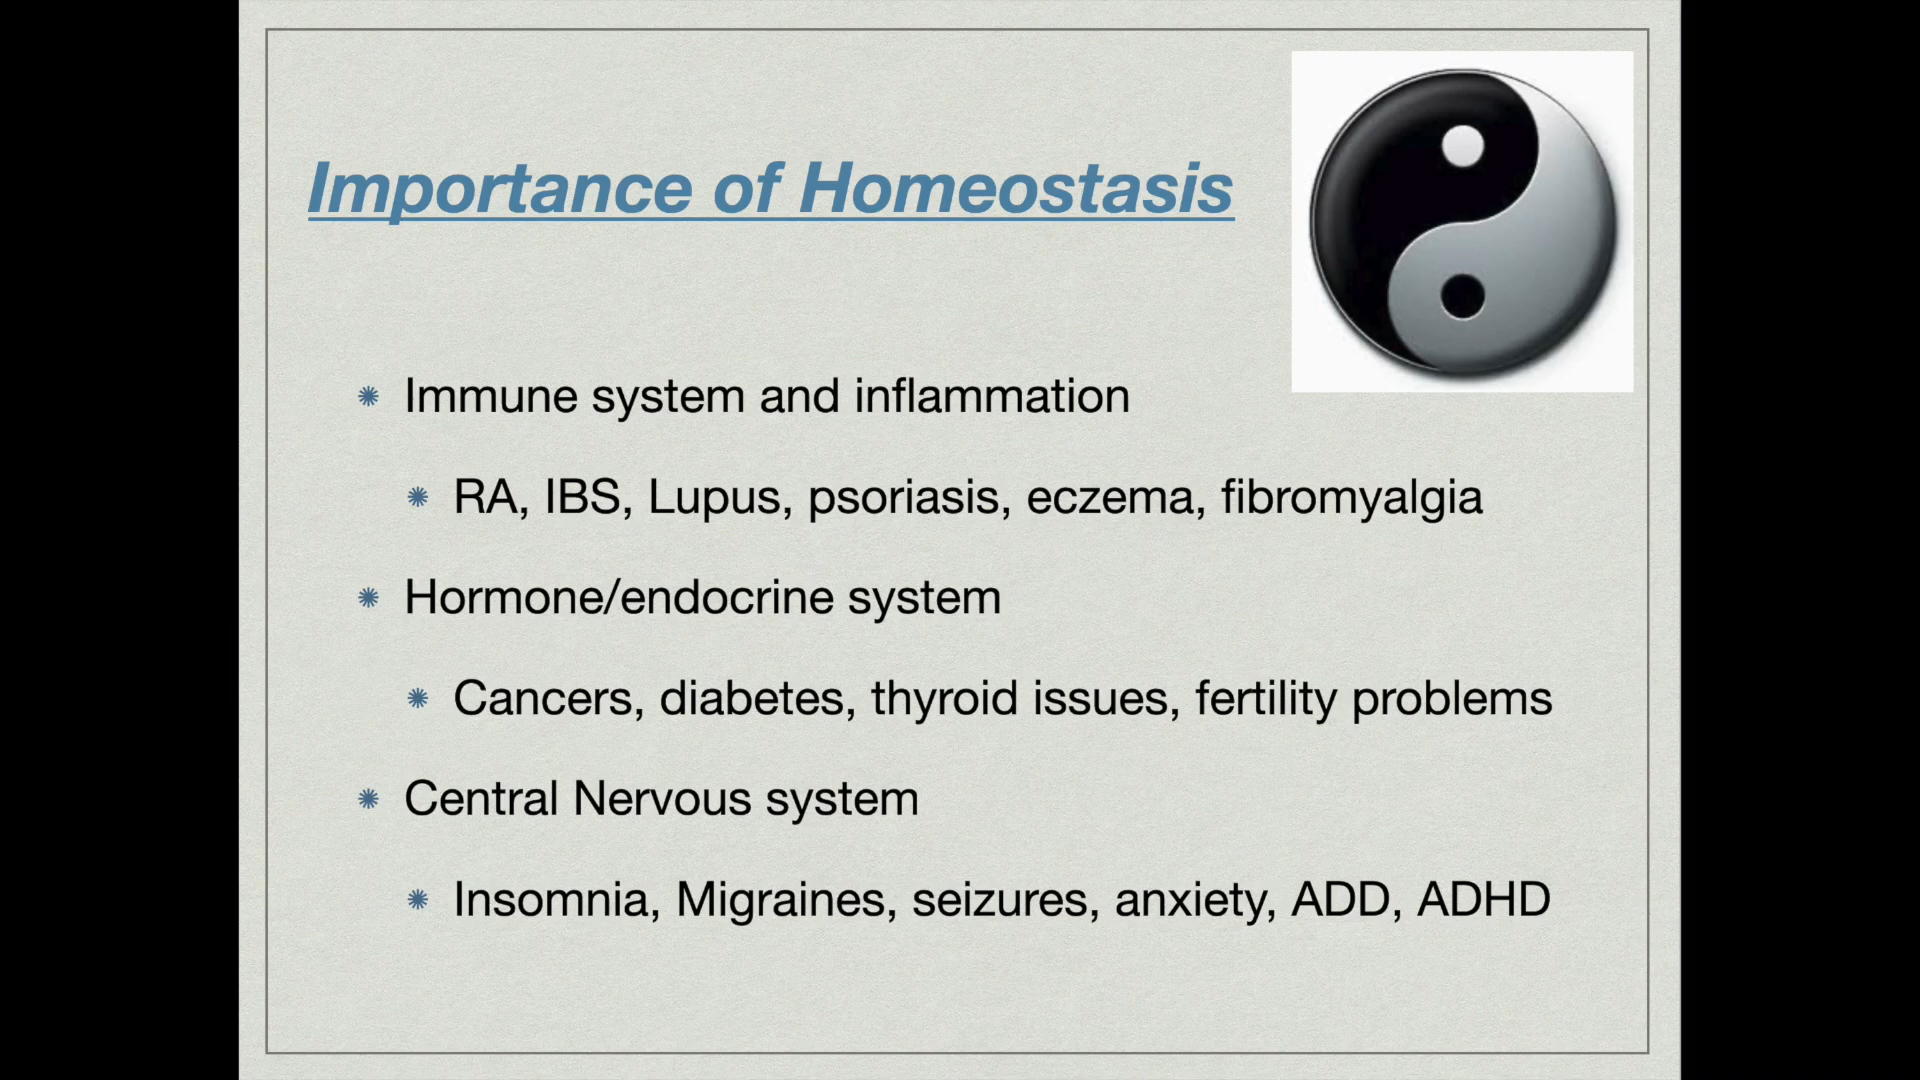 Importance of Homeostasis
Immune system and inflammation
RA, IBS, Lupus, psoriasis, eczema, fibromyalgia
Hormone/endocrine system
Cancers, diabetes, thyroid issues, fertility problems
Central Nervous system
Insomnia, Migraines, seizures, anxiety, ADD, ADHD